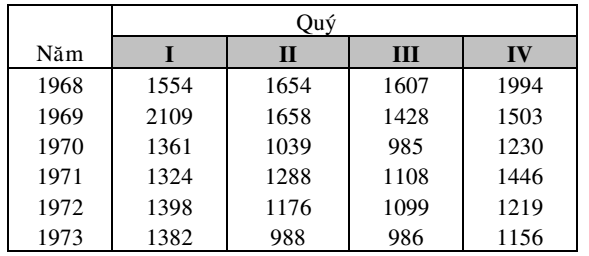 Quý
Năm I II III IV
1968 1554 1654 1607 1994
1969 2109 1658 1428 1503
1970 1361 1039 985 1230
1971 1324 1288 1108 1446
1972 1398 1176 1099 1219
1973 1382 988 986 1156